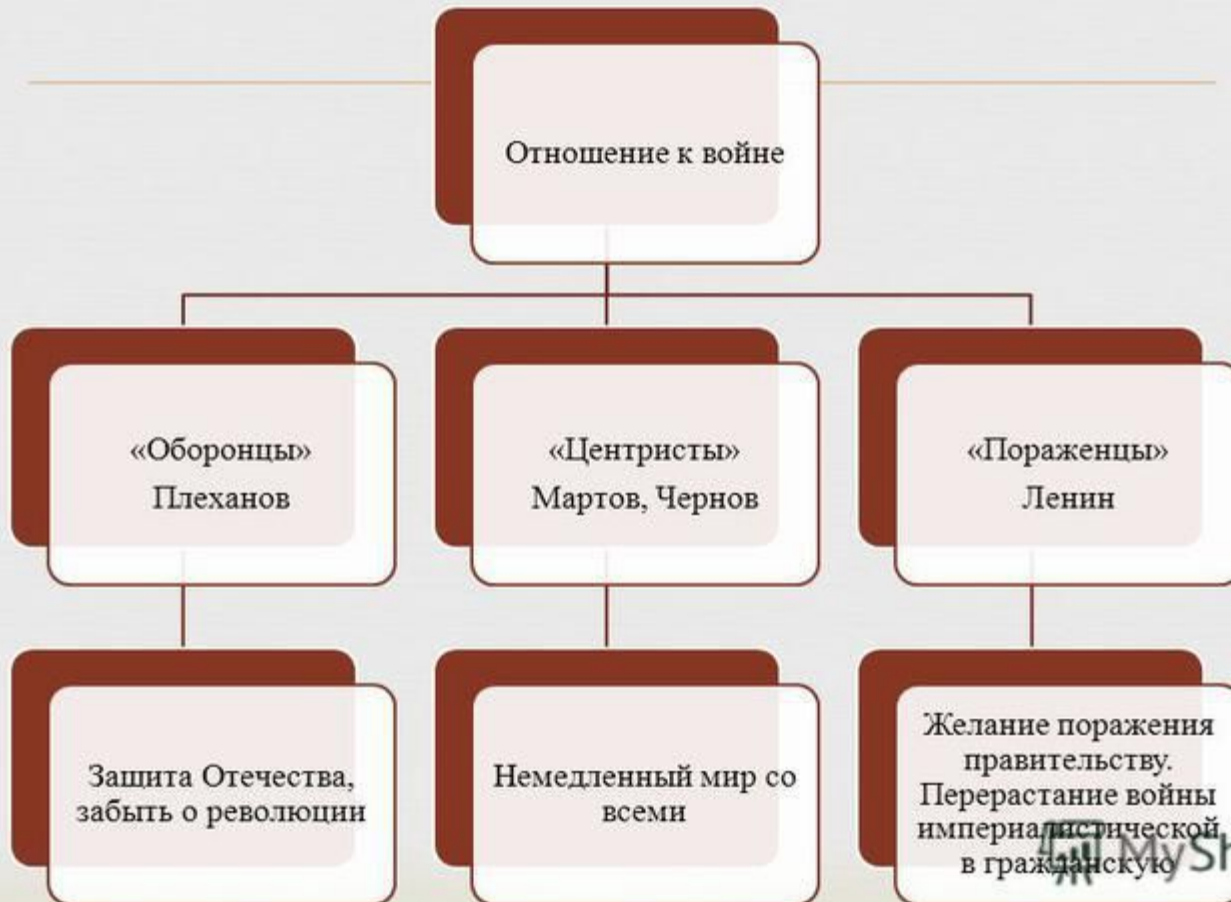 Отношение к войне
«Оборонцы»
Плеханов
«Центристы»
Мартов, Чернов
«Пораженцы»
Ленин
Защита Отечества,
забыть о революции
Немедленный мир со
всеми
Желание поражения
правительству.
Перерастание войны
империалистической
в гражданскую
MySh